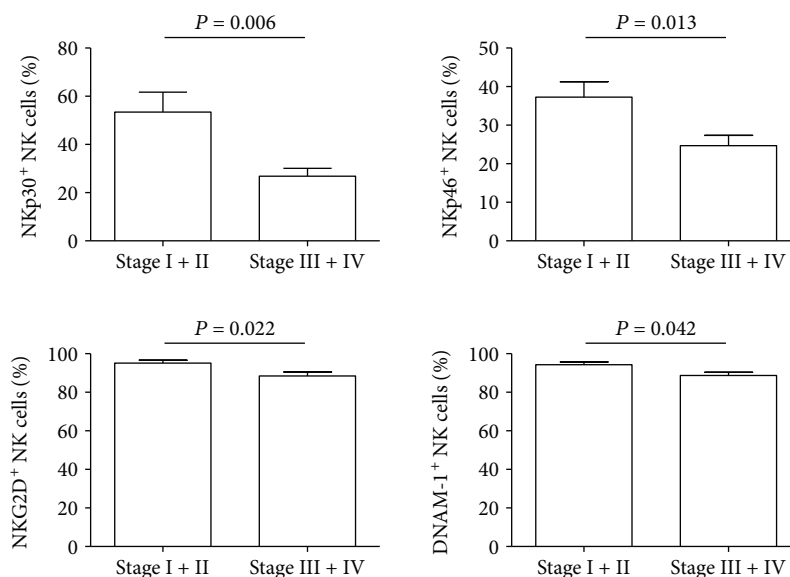 P = 0.006
NKp30+ NK cells (%)
80
60
40
20
0
Stage I + II Stage III + IV
P = 0.013
NKp46+ NK cells (%)
50
40
30
20
10
0
Stage I + II Stage III + IV
P = 0.022
NKG2D+ NK cells (%)
100
80
60
40
20
0
Stage I + II Stage III + IV
P = 0.042
DNAM-1+ NK cells (%)
100
80
60
40
20
0
Stage I + II Stage III + IV